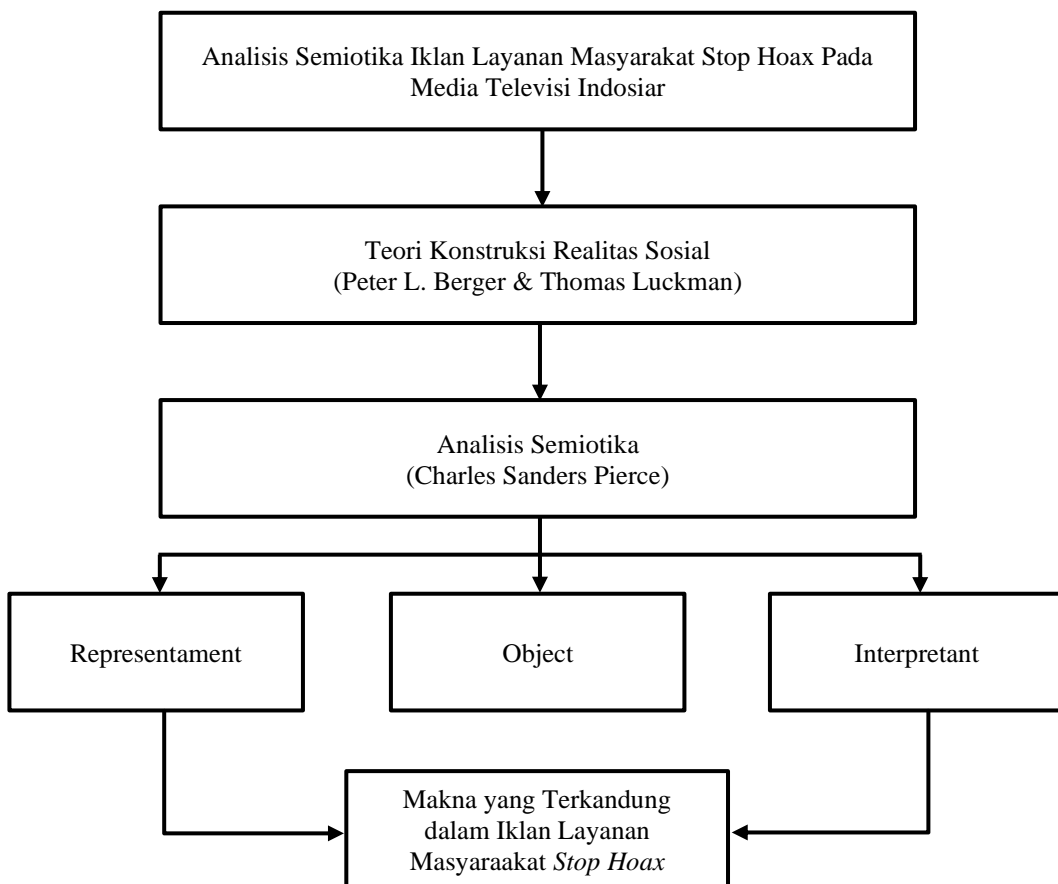 Analisis Semiotika Iklan Layanan Masyarakat Stop Hoax Pada
Media Televisi Indosiar
Teori Konstruksi Realitas Sosial
(Peter L. Berger & Thomas Luckman)
Analisis Semiotika
(Charles Sanders Pierce)
Representament
Object
Interpretant
Makna yang Terkandung
dalam Iklan Layanan
Masyaraakat Stop Hoax